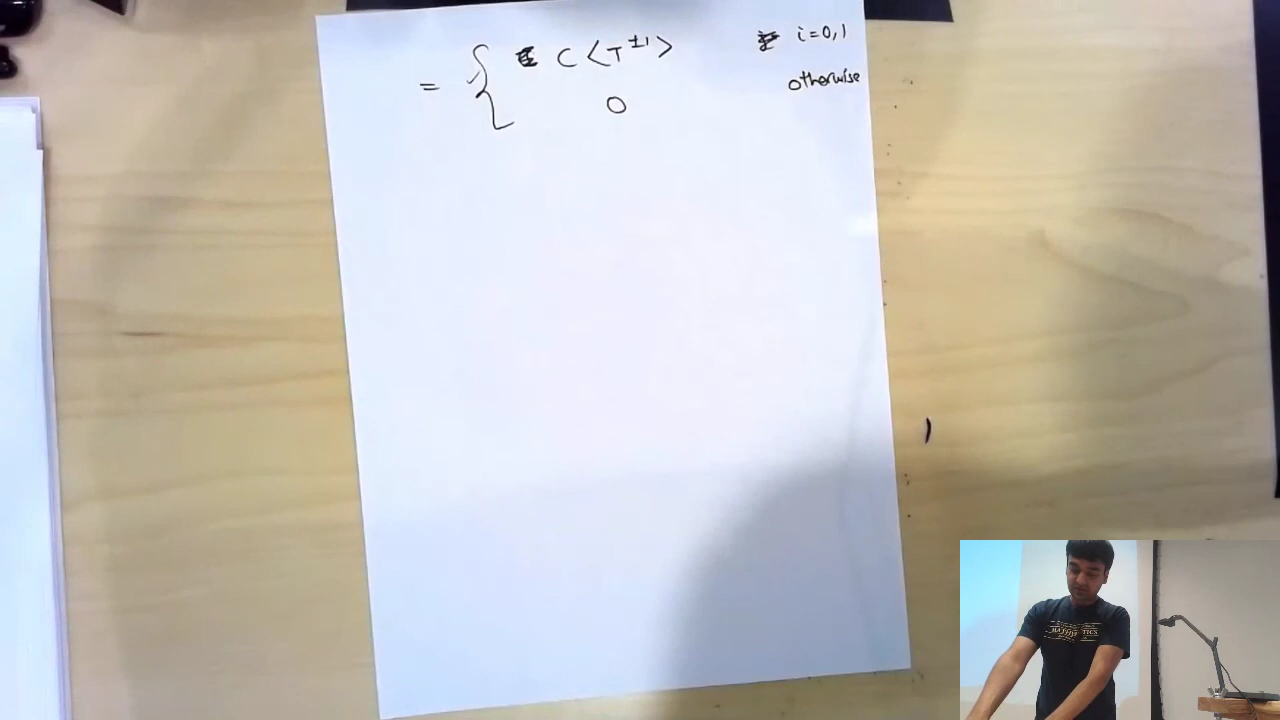 = { C ⟨T^{±1}⟩ i=0,1
0 otherwise